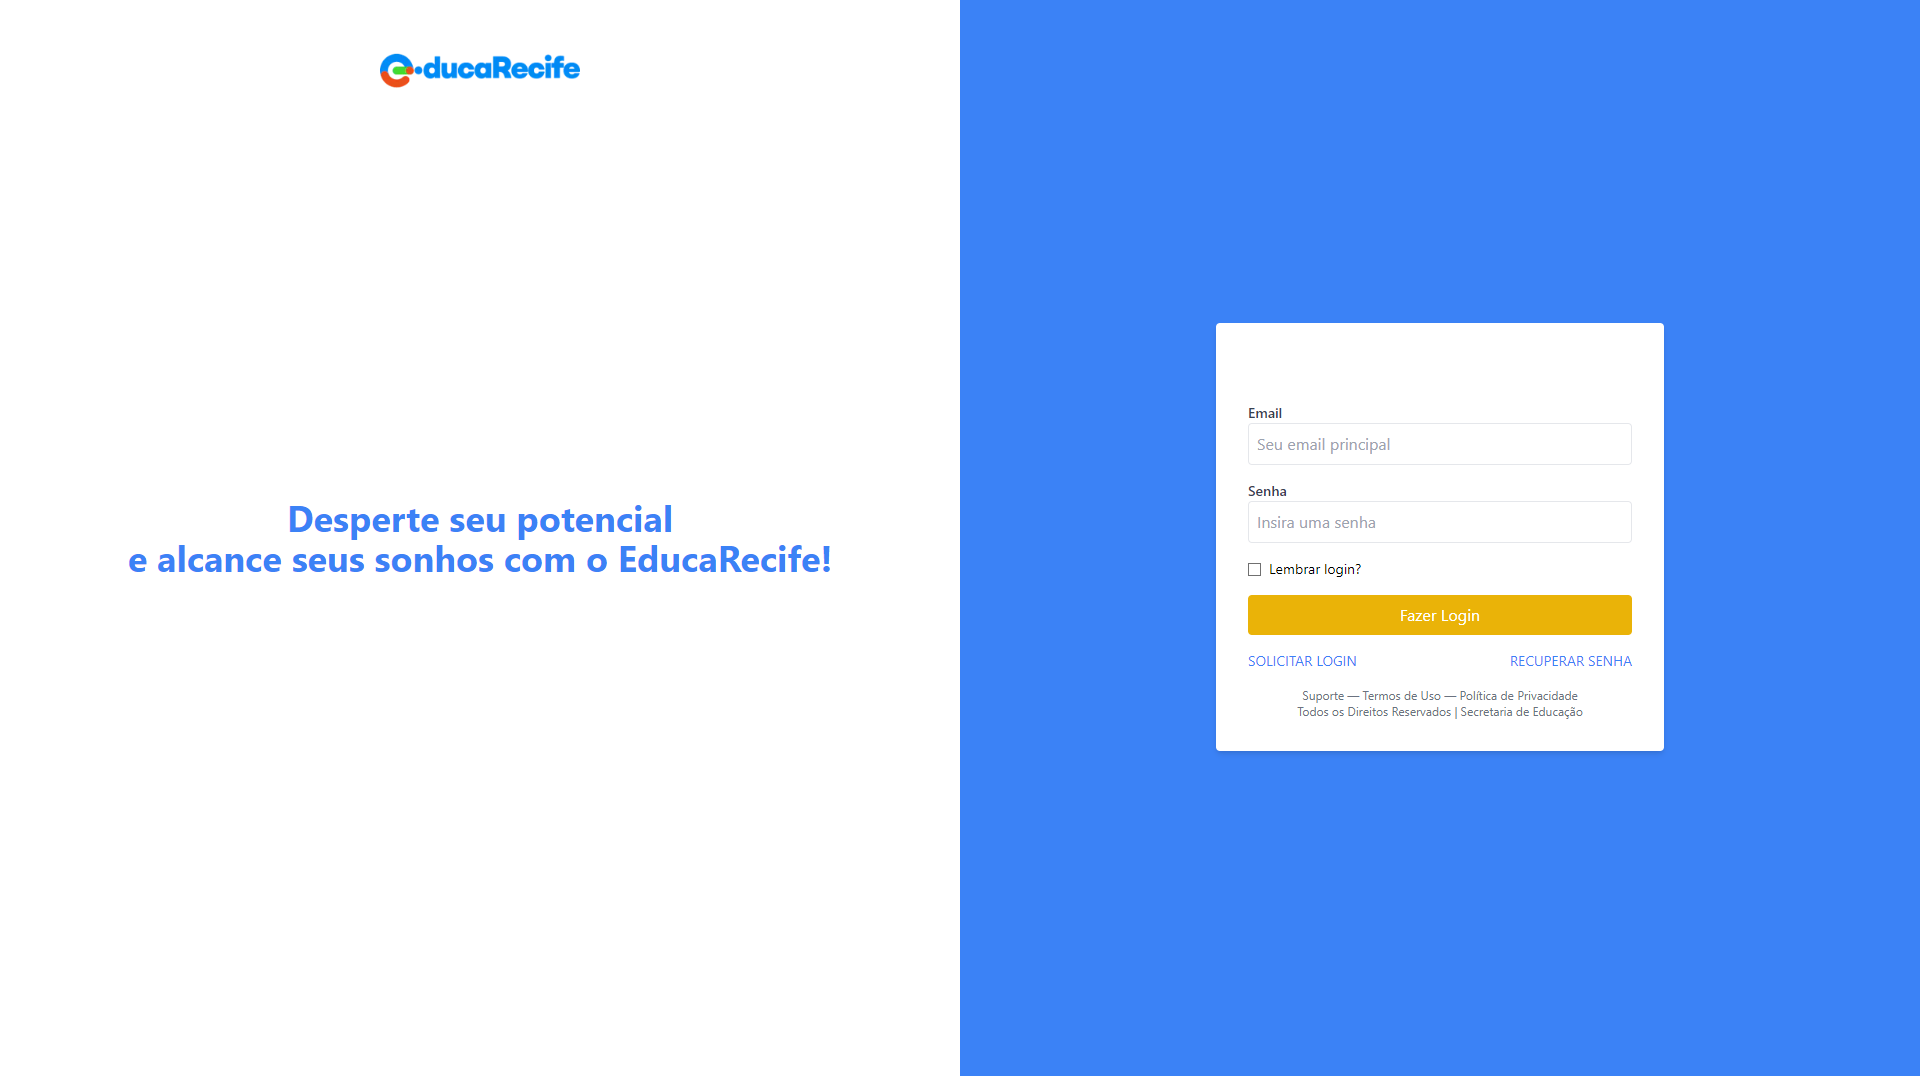 e·ducaRecife
Desperte seu potencial
e alcance seus sonhos com o EducaRecife!
Email
Seu email principal
Senha
Insira uma senha
Lembrar login?
Fazer Login
SOLICITAR LOGIN RECUPERAR SENHA
Suporte — Termos de Uso — Política de Privacidade
Todos os Direitos Reservados | Secretaria de Educação